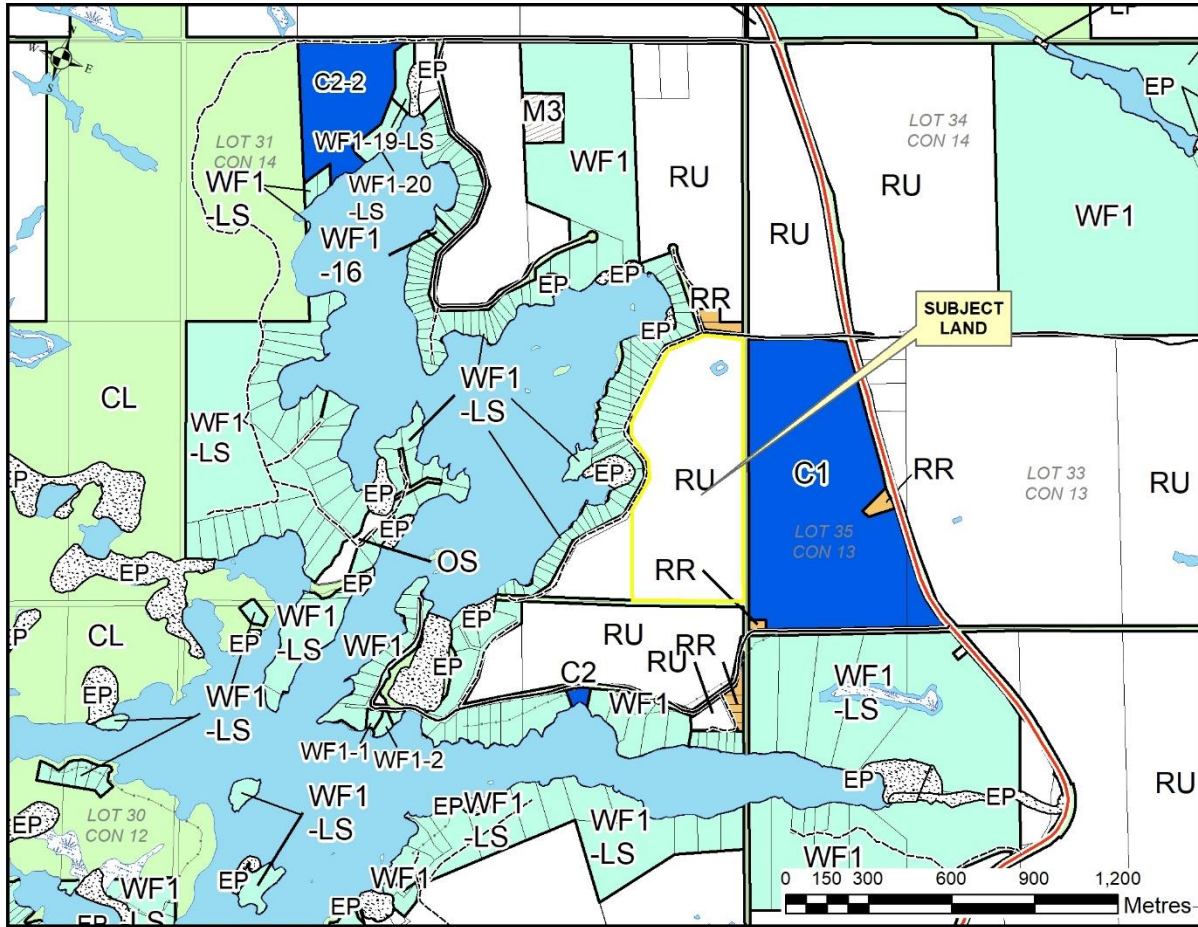 N
W
E
S
EP
C2-2
EP
EP
M3
LOT 31
CON 14
WF1-19-LS
WF1
LOT 34
CON 14
WF1
-LS
WF1-20
-LS
RU
RU
WF1
RU
WF1
-16
EP
EP
RR
SUBJECT
LAND
EP
CL
WF1
-LS
WF1
-LS
C1
RR
RU
EP
EP
RU
LOT 33
CON 13
EP
LOT 35
CON 13
OS
EP
EP
RR
EP
EP
CL
WF1
-LS
WF1
RU
EP
EP
RU
RR
WF1
-LS
C2
WF1
WF1
-LS
EP
WF1-1
WF1-2
RU
WF1
-LS
EP
EP
EP
WF1
-LS
LOT 30
CON 12
EP
WF1
-LS
WF1
EP
WF1
-LS
EP
WF1
EP
0 150 300 600 900 1,200
Metres